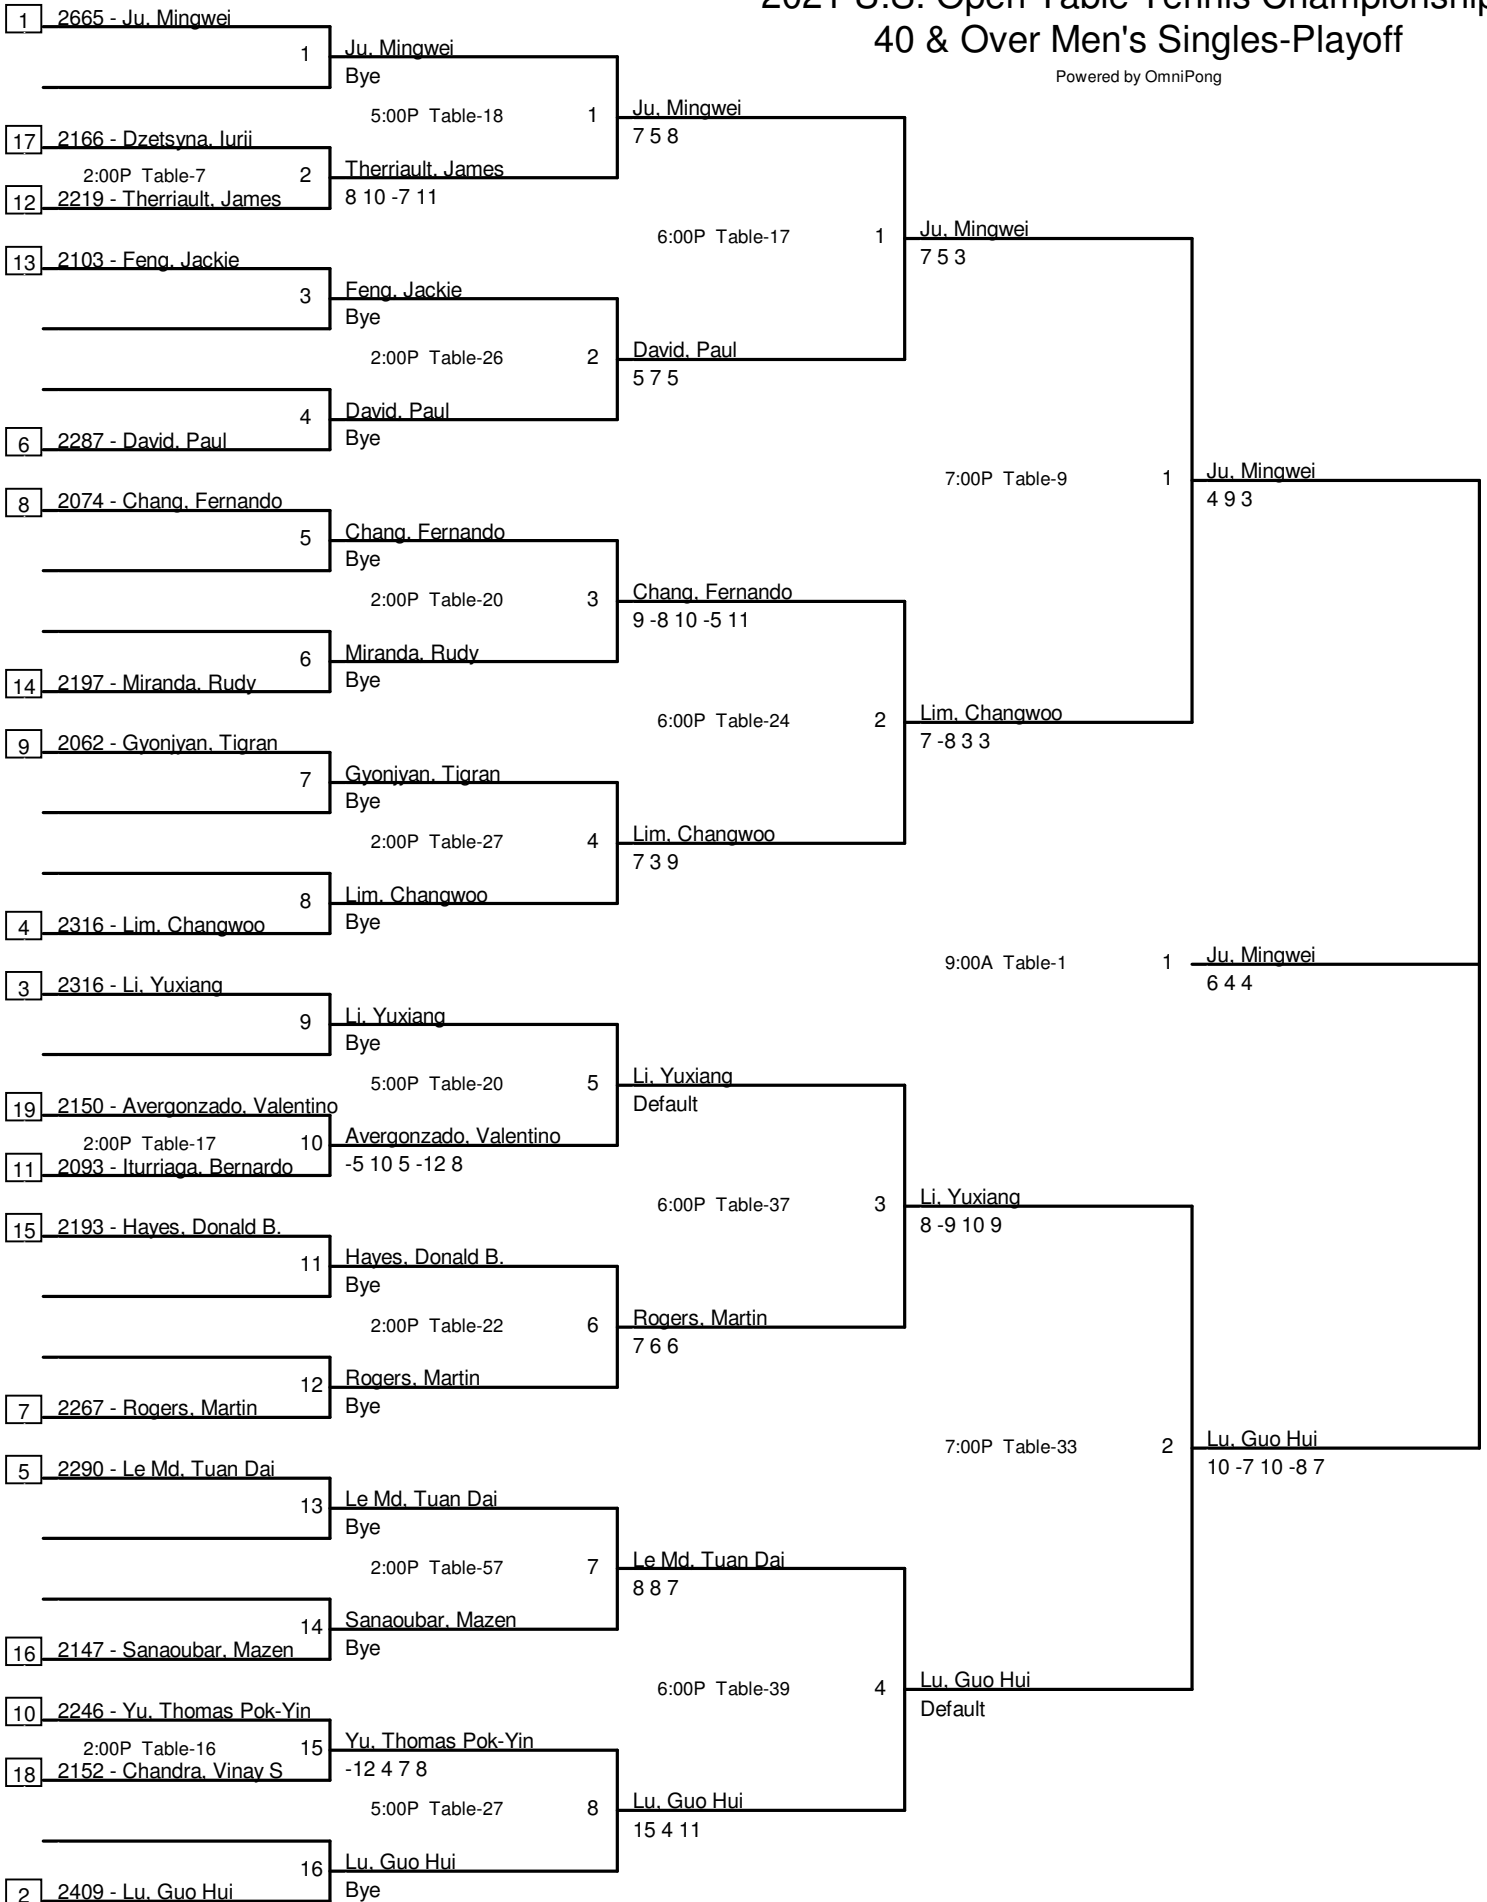 2021 U.S. Open Table Tennis Championship
40 & Over Men's Singles-Playoff
Powered by OmniPong
1 2665 - Ju, Mingwei
1 Ju, Mingwei
Bye
5:00P Table-18 1 Ju, Mingwei
7 5 8
17 2166 - Dzetsyna, Iurii
2:00P Table-7 2 Therriault, James
12 2219 - Therriault, James 8 10 -7 11
6:00P Table-17 1 Ju, Mingwei
7 5 3
13 2103 - Feng, Jackie
3 Feng, Jackie
Bye
2:00P Table-26 2 David, Paul
5 7 5
4 David, Paul
6 2287 - David, Paul Bye
7:00P Table-9 1 Ju, Mingwei
4 9 3
8 2074 - Chang, Fernando
5 Chang, Fernando
Bye
2:00P Table-20 3 Chang, Fernando
9 -8 10 -5 11
6 Miranda, Rudy
14 2197 - Miranda, Rudy Bye
6:00P Table-24 2 Lim, Changwoo
7 -8 3 3
9 2062 - Gyonjyan, Tigran
7 Gyonjyan, Tigran
Bye
2:00P Table-27 4 Lim, Changwoo
7 3 9
8 Lim, Changwoo
4 2316 - Lim, Changwoo Bye
9:00A Table-1 1 Ju, Mingwei
6 4 4
3 2316 - Li, Yuxiang
9 Li, Yuxiang
Bye
5:00P Table-20 5 Li, Yuxiang
Default
19 2150 - Avergonzado, Valentino
2:00P Table-17 10 Avergonzado, Valentino
11 2093 - Iturriaga, Bernardo -5 10 5 -12 8
6:00P Table-37 3 Li, Yuxiang
8 -9 10 9
15 2193 - Hayes, Donald B.
11 Hayes, Donald B.
Bye
2:00P Table-22 6 Rogers, Martin
7 6 6
12 Rogers, Martin
7 2267 - Rogers, Martin Bye
7:00P Table-33 2 Lu, Guo Hui
10 -7 10 -8 7
5 2290 - Le Md, Tuan Dai
13 Le Md, Tuan Dai
Bye
2:00P Table-57 7 Le Md, Tuan Dai
8 8 7
14 Sanaoubar, Mazen
16 2147 - Sanaoubar, Mazen Bye
6:00P Table-39 4 Lu, Guo Hui
Default
10 2246 - Yu, Thomas Pok-Yin
2:00P Table-16 15 Yu, Thomas Pok-Yin
18 2152 - Chandra, Vinay S -12 4 7 8
5:00P Table-27 8 Lu, Guo Hui
15 4 11
16 Lu, Guo Hui
2 2409 - Lu, Guo Hui Bye